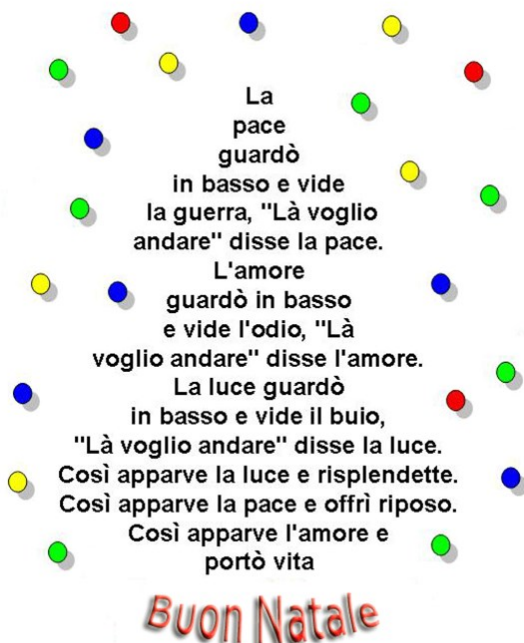 La
pace
guardò
in basso e vide
la guerra, "Là voglio
andare" disse la pace.
L'amore
guardò in basso
e vide l'odio, "Là
voglio andare" disse l'amore.
La luce guardò
in basso e vide il buio,
"Là voglio andare" disse la luce.
Così apparve la luce e risplendette.
Così apparve la pace e offrì riposo.
Così apparve l'amore e
portò vita
Buon Natale